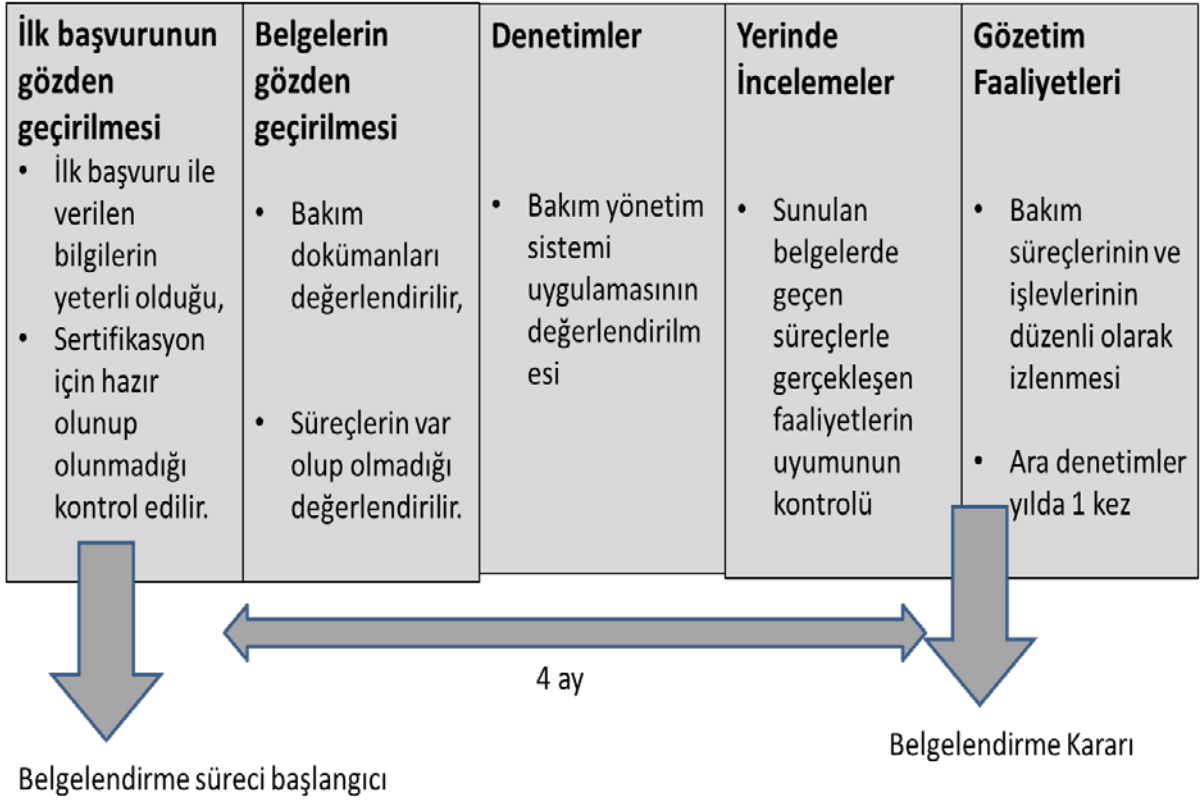 İlk başvurunun
gözden
geçirilmesi
• İlk başvuru ile
verilen
bilgilerin
yeterli olduğu,
• Sertifikasyon
için hazır
olunup
olunmadığı
kontrol edilir.
Belgelerin
gözden
geçirilmesi
• Bakım
dokümanları
değerlendirilir,
• Süreçlerin var
olup olmadığı
değerlendirilir.
Denetimler
• Bakım yönetim
sistemi
uygulamasının
değerlendirilm
esi
Yerinde
İncelemeler
• Sunulan
belgelerde
geçen
süreçlerle
gerçekleşen
faaliyetlerin
uyumunun
kontrolü
Gözetim
Faaliyetleri
• Bakım
süreçlerinin ve
işlevlerinin
düzenli olarak
izlenmesi
• Ara denetimler
yılda 1 kez
4 ay
Belgelendirme Kararı
Belgelendirme süreci başlangıcı